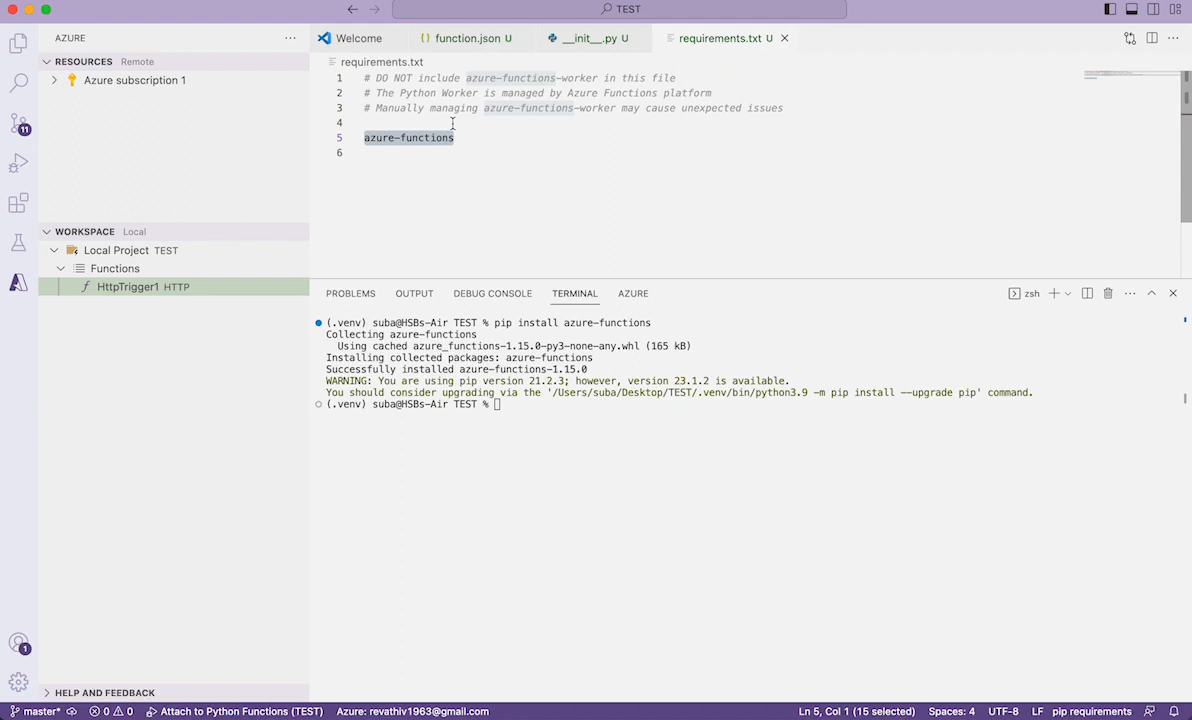 TEST
AZURE
Welcome
function.json U
__init__.py U
requirements.txt U
RESOURCES Remote
Azure subscription 1
requirements.txt
1 # DO NOT include azure-functions-worker in this file
2 # The Python Worker is managed by Azure Functions platform
3 # Manually managing azure-functions-worker may cause unexpected issues
4
5 azure-functions
6
11
WORKSPACE Local
Local Project TEST
Functions
f HttpTrigger1 HTTP
PROBLEMS OUTPUT DEBUG CONSOLE TERMINAL AZURE
zsh
(.venv) suba@HSBs-Air TEST % pip install azure-functions
Collecting azure-functions
Using cached azure_functions-1.15.0-py3-none-any.whl (165 kB)
Installing collected packages: azure-functions
Successfully installed azure-functions-1.15.0
WARNING: You are using pip version 21.2.3; however, version 23.1.2 is available.
You should consider upgrading via the '/Users/suba/Desktop/TEST/.venv/bin/python3.9 -m pip install --upgrade pip' command.
(.venv) suba@HSBs-Air TEST %
1
HELP AND FEEDBACK
master* 0 0 Attach to Python Functions (TEST) Azure: revathiv1963@gmail.com Ln 5, Col 1 (15 selected) Spaces: 4 UTF-8 LF pip requirements